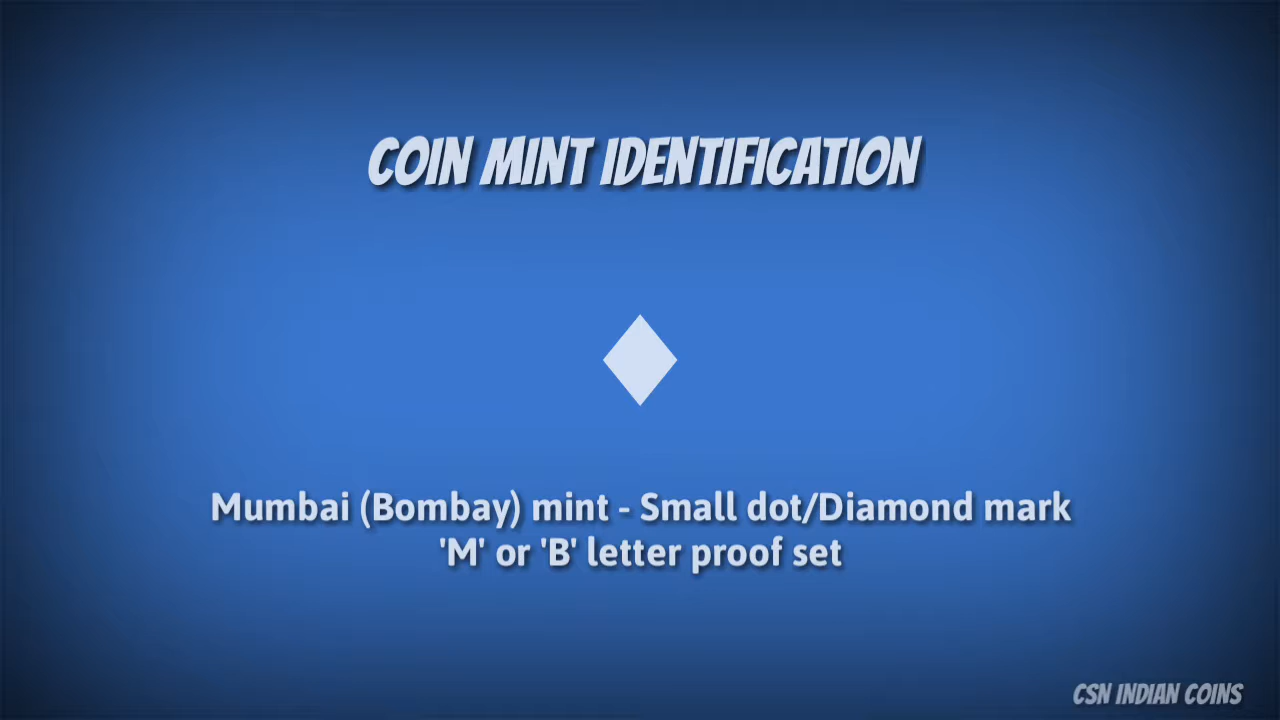 COIN MINT IDENTIFICATION
Mumbai (Bombay) mint - Small dot/Diamond mark
'M' or 'B' letter proof set
CSN INDIAN COINS